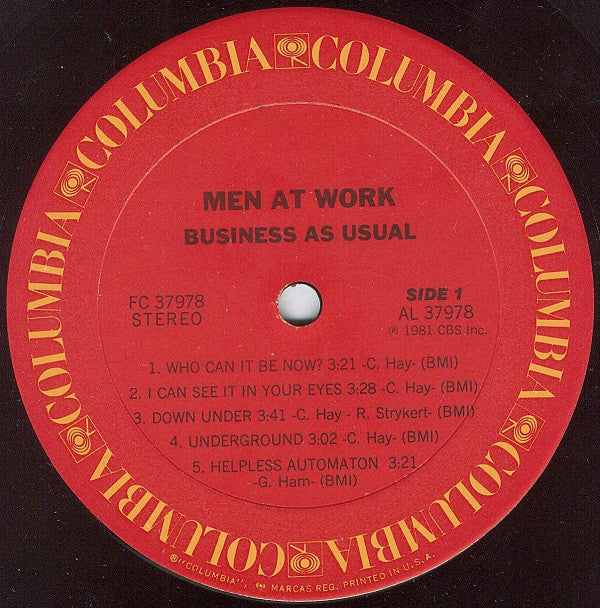 COLUMBIA COLUMBIA COLUMBIA COLUMBIA COLUMBIA COLUMBIA COLUMBIA
MEN AT WORK
BUSINESS AS USUAL
FC 37978
STEREO
SIDE 1
AL 37978
℗ 1981 CBS Inc.
1. WHO CAN IT BE NOW? 3:21 -C. Hay- (BMI)
2. I CAN SEE IT IN YOUR EYES 3:28 -C. Hay- (BMI)
3. DOWN UNDER 3:41 -C. Hay - R. Strykert- (BMI)
4. UNDERGROUND 3:02 -C. Hay- (BMI)
5. HELPLESS AUTOMATON 3:21
-G. Ham- (BMI)
®"COLUMBIA", MARCAS REG. PRINTED IN U.S.A.